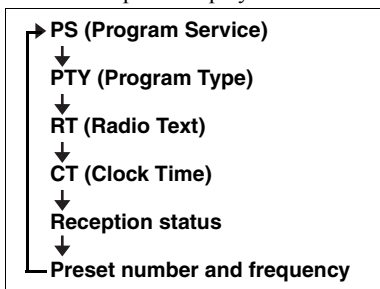 PS (Program Service)
PTY (Program Type)
RT (Radio Text)
CT (Clock Time)
Reception status
Preset number and frequency